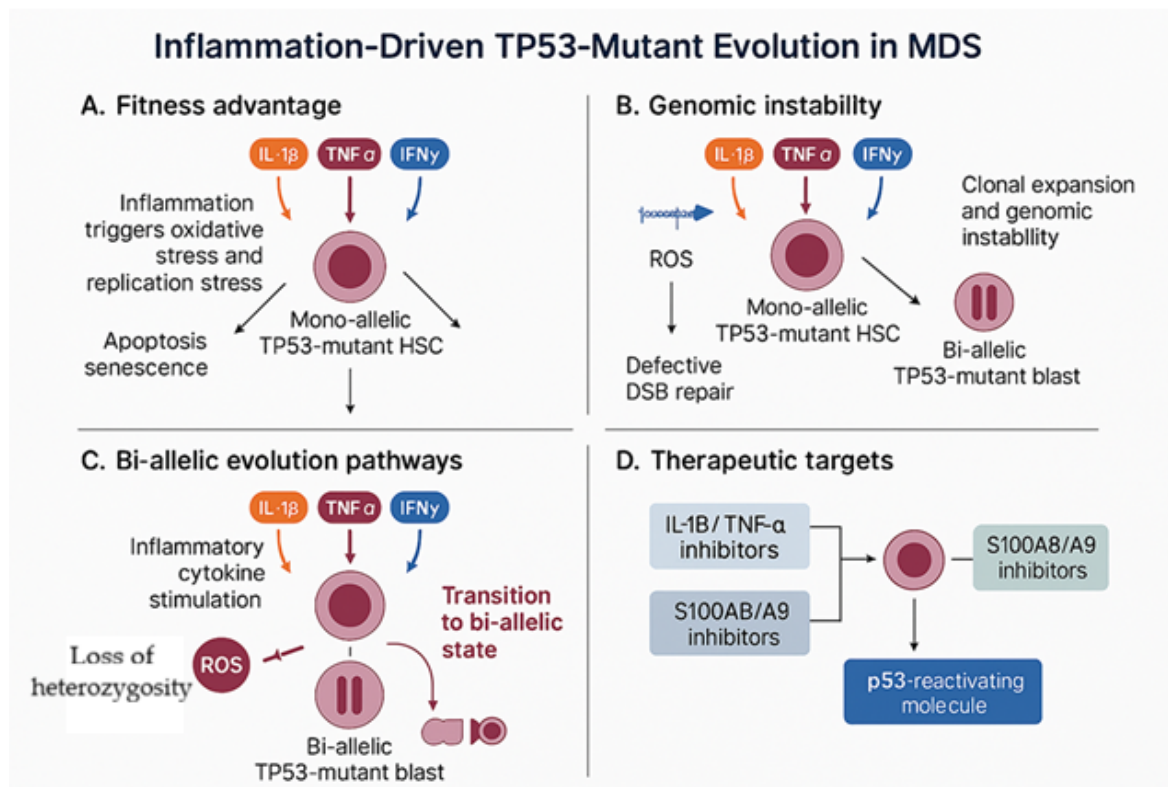 Inflammation-Driven TP53-Mutant Evolution in MDS
A. Fitness advantage
IL-1β
TNF α
IFNγ
Inflammation
triggers oxidative
stress and
replication stress
Mono-allelic
TP53-mutant HSC
Apoptosis
senescence
B. Genomic instabllty
IL-1β
TNF α
IFNγ
ROS
Defective
DSB repair
Mono-allelic
TP53-mutant HSC
Clonal expansion
and genomic
instabllity
Bi-allelic
TP53-mutant blast
C. Bi-allelic evolution pathways
IL-1β
TNF α
IFNγ
Inflammatory
cytokine
stimulation
Loss of
heterozygosity
ROS
Transition
to bi-allelic
state
Bi-allelic
TP53-mutant blast
D. Therapeutic targets
IL-1B/TNF-α
inhibitors
S100AB/A9
inhibitors
S100A8/A9
inhibitors
p53-reactivating
molecule